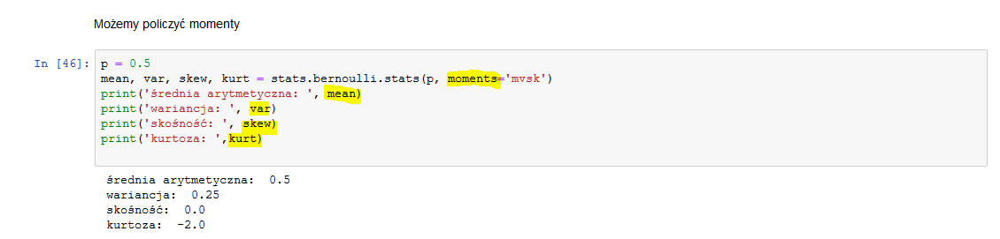 Możemy policzyć momenty
In [46]: p = 0.5
mean, var, skew, kurt = stats.bernoulli.stats(p, moments='mvsk')
print('średnia arytmetyczna: ', mean)
print('wariancja: ', var)
print('skośność: ', skew)
print('kurtoza: ',kurt)
średnia arytmetyczna:  0.5
wariancja:  0.25
skośność:  0.0
kurtoza:  -2.0